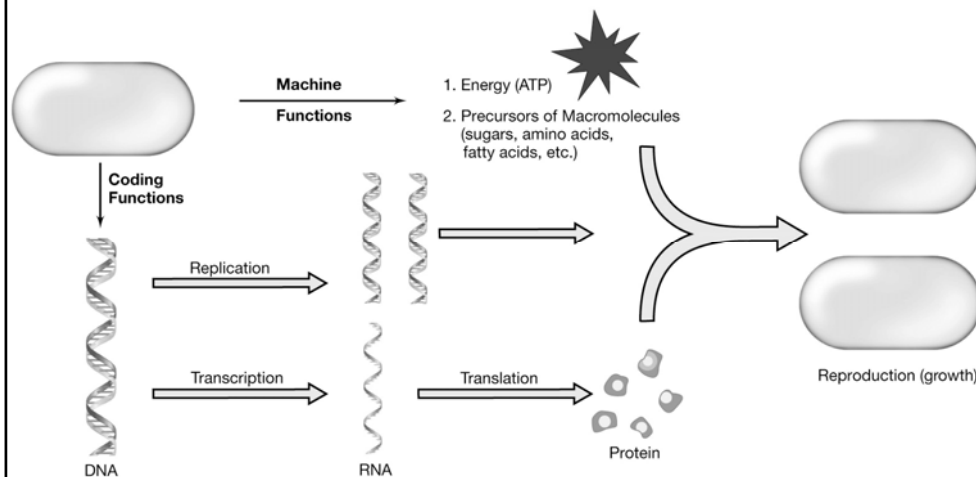 Machine
Functions
1. Energy (ATP)
2. Precursors of Macromolecules
(sugars, amino acids,
fatty acids, etc.)
Coding
Functions
Replication
Transcription
Translation
Reproduction (growth)
Protein
DNA
RNA